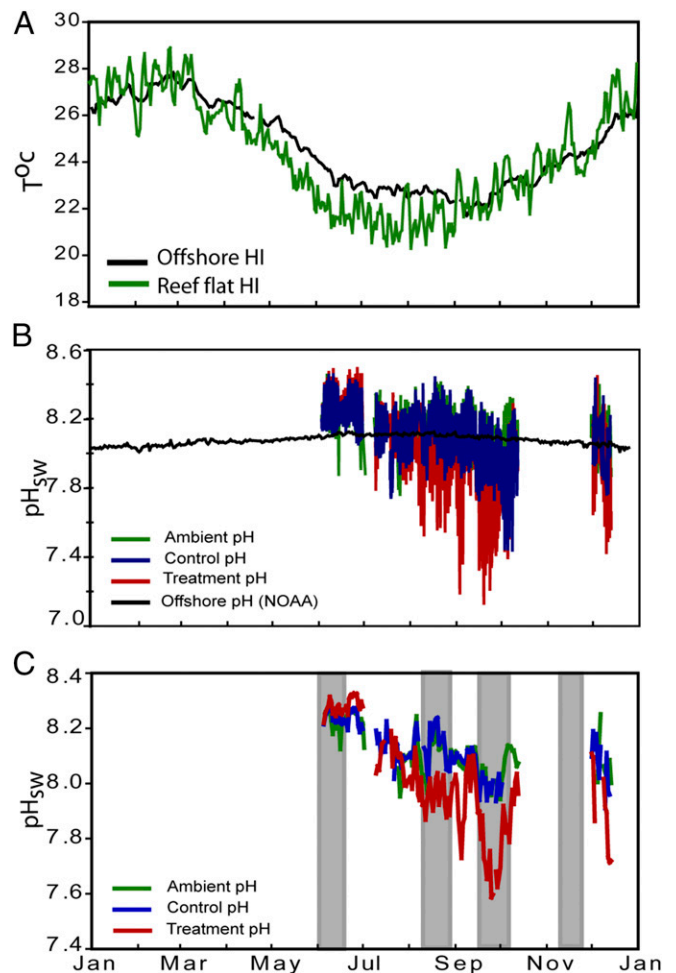 A
30
28
26
24
22
20
18
T°C
Offshore HI
Reef flat HI
B
8.6
8.2
7.8
7.4
7.0
pHsw
Ambient pH
Control pH
Treatment pH
Offshore pH (NOAA)
C
8.4
8.2
8.0
7.8
7.6
7.4
pHsw
Ambient pH
Control pH
Treatment pH
Jan Mar May Jul Sep Nov Jan